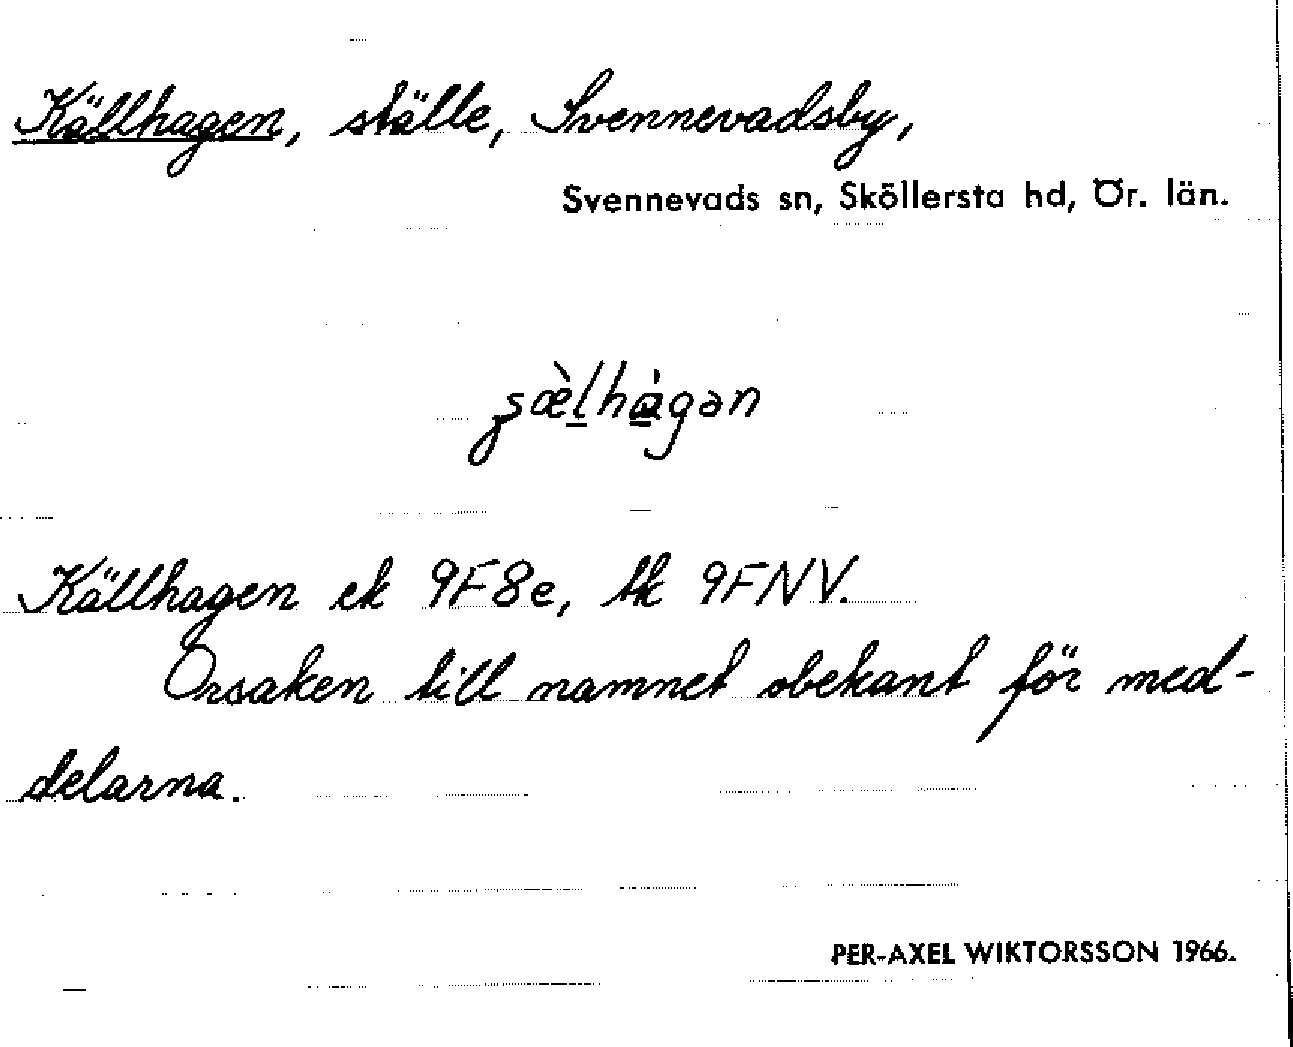 Källhagen, ställe, Svennevadsby,
Svennevads sn, Sköllersta hd, Ör. län.
Källhagen ek 9F8e, tk 9FNV.
Orsaken till namnet obekant för med-
delarna.
PER-AXEL WIKTORSSON 1966.